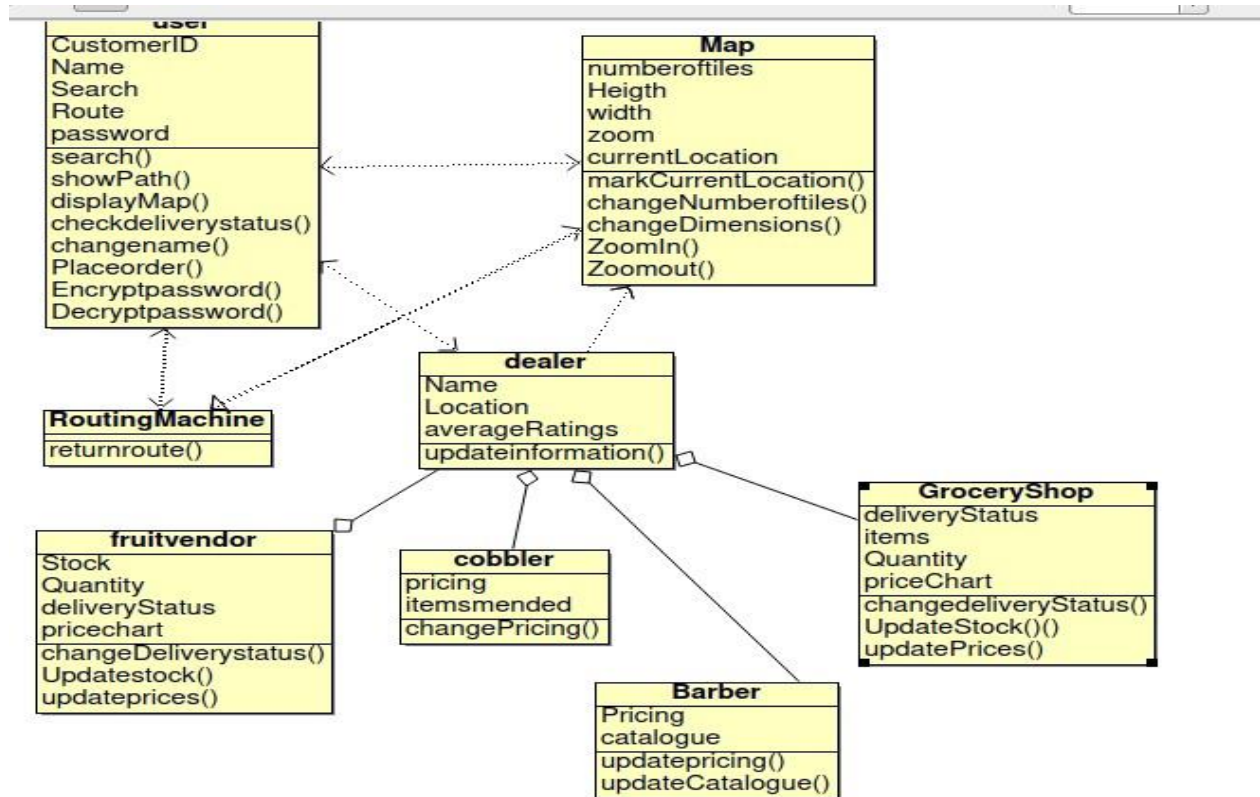 user
CustomerID
Name
Search
Route
password
search()
showPath()
displayMap()
checkdeliverystatus()
changename()
Placeorder()
Encryptpassword()
Decryptpassword()
Map
numberoftiles
Heigth
width
zoom
currentLocation
markCurrentLocation()
changeNumberoftiles()
changeDimensions()
ZoomIn()
Zoomout()
RoutingMachine
returnroute()
dealer
Name
Location
averageRatings
updateinformation()
fruitvendor
Stock
Quantity
deliveryStatus
pricechart
changeDeliverystatus()
Updatestock()
updateprices()
cobbler
pricing
itemsmended
changePricing()
GroceryShop
deliveryStatus
items
Quantity
priceChart
changedeliveryStatus()
UpdateStock()()
updatePrices()
Barber
Pricing
catalogue
updatepricing()
updateCatalogue()